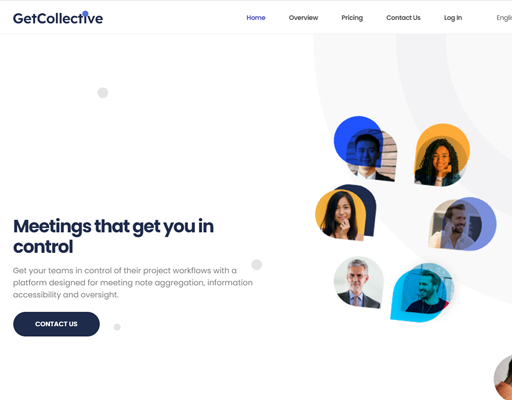 GetCollective
Home Overview Pricing Contact Us Log In
Meetings that get you in
control
Get your teams in control of their project workflows with a
platform designed for meeting note aggregation, information
accessibility and oversight.
CONTACT US